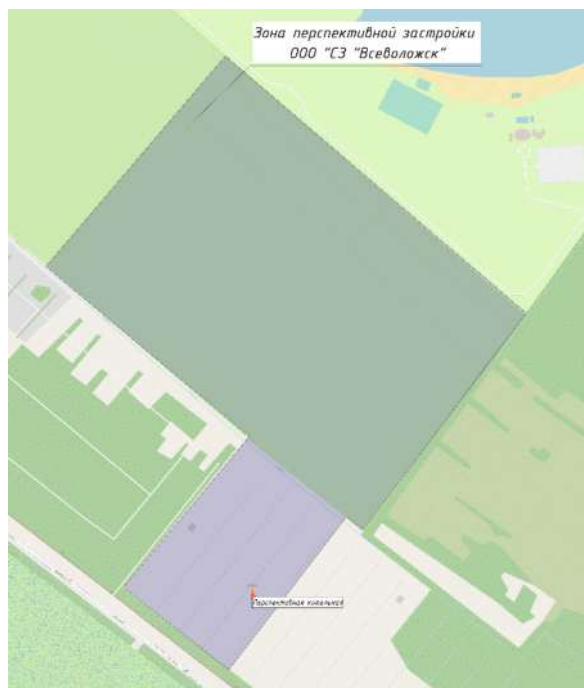 Зона перспективной застройки
ООО "СЗ "Всеволожск"
Перспективная котельная